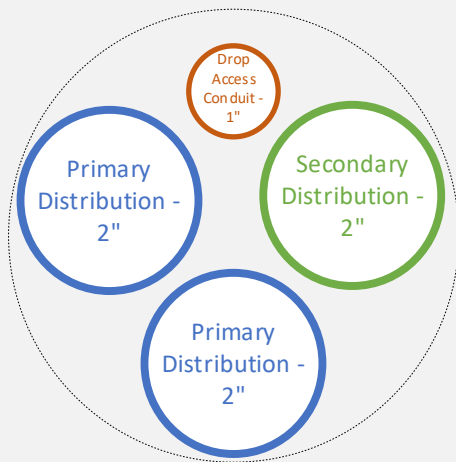 Drop
Access
Conduit -
1"
Primary
Distribution -
2"
Secondary
Distribution -
2"
Primary
Distribution -
2"